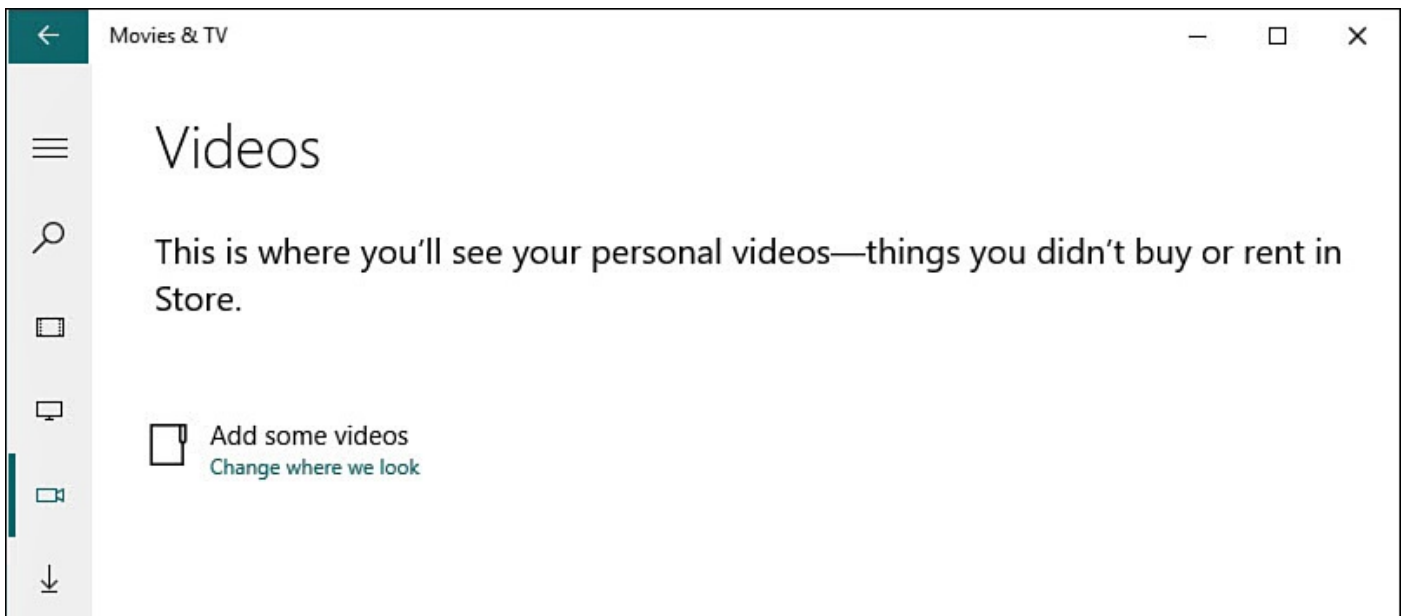 Movies & TV
Videos
This is where you'll see your personal videos—things you didn't buy or rent in
Store.
Add some videos
Change where we look